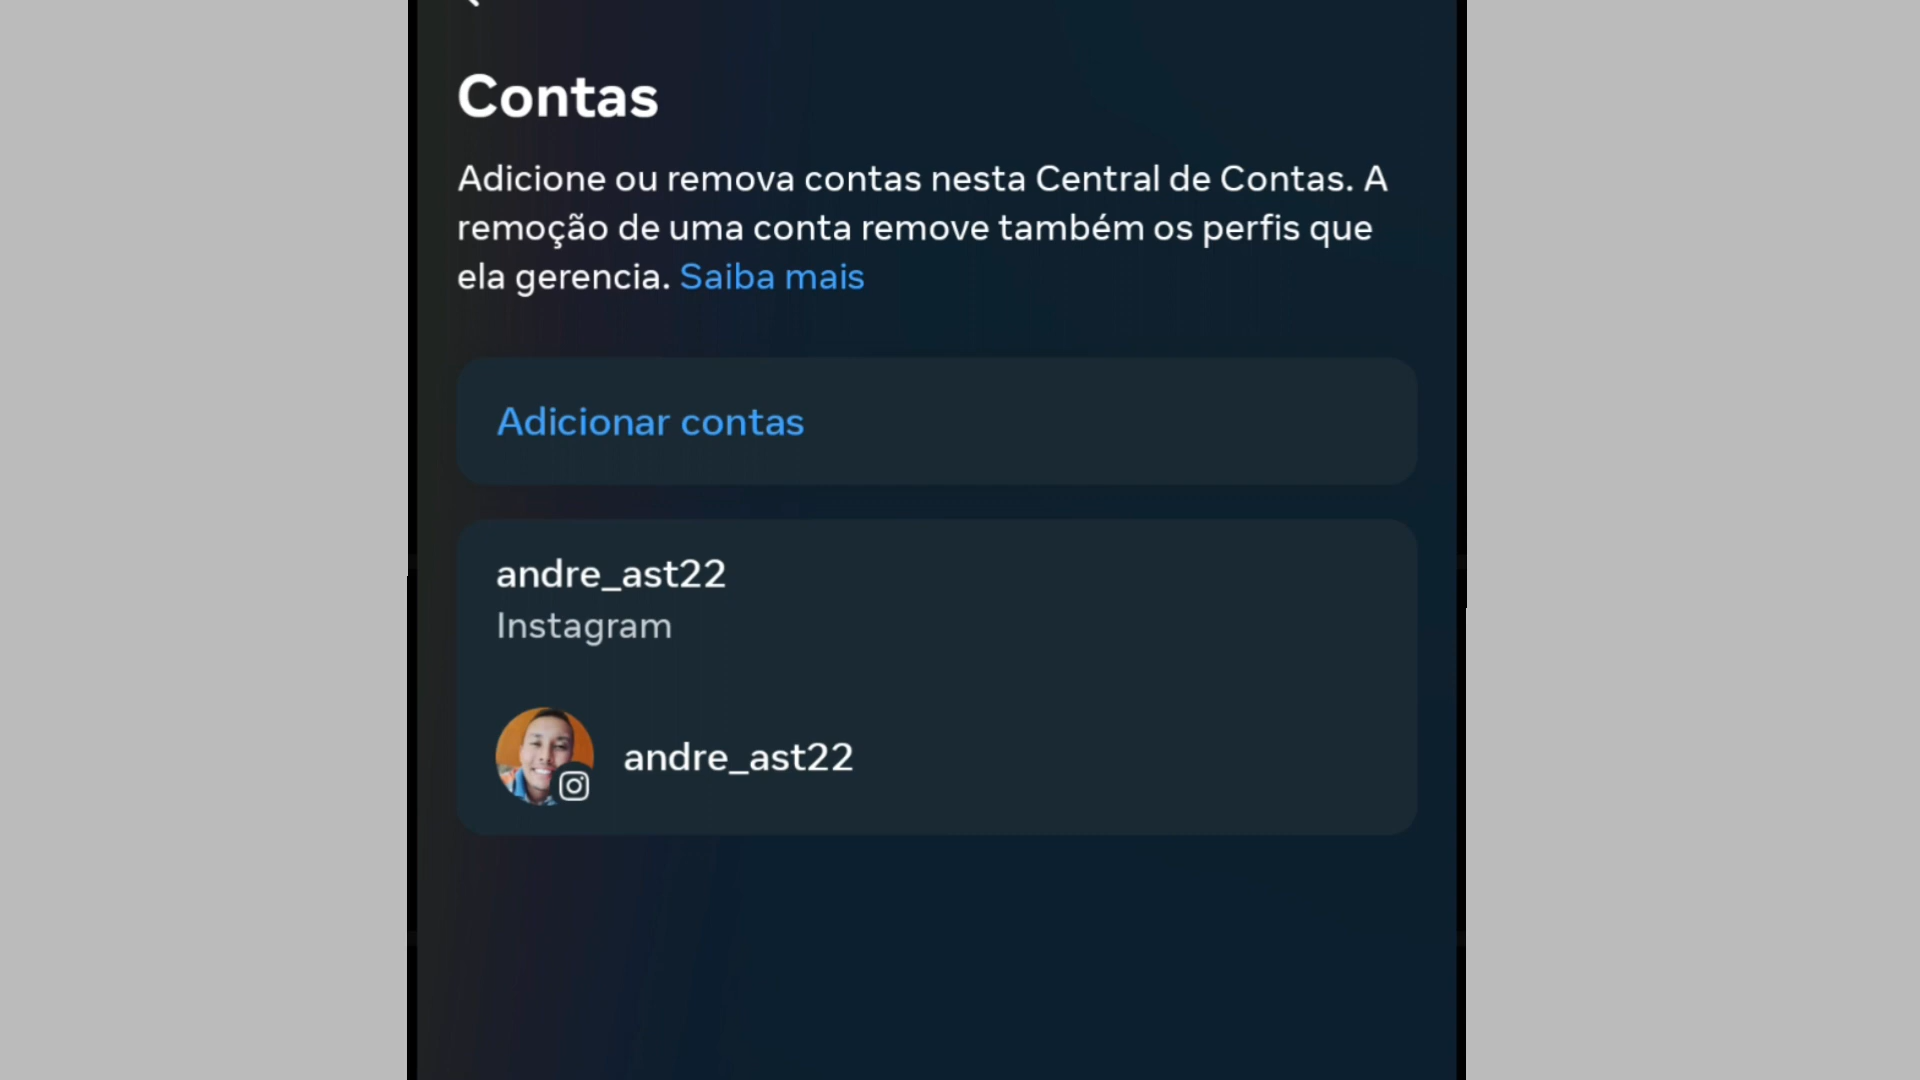 Contas
Adicione ou remova contas nesta Central de Contas. A
remoção de uma conta remove também os perfis que
ela gerencia. Saiba mais
Adicionar contas
andre_ast22
Instagram
andre_ast22